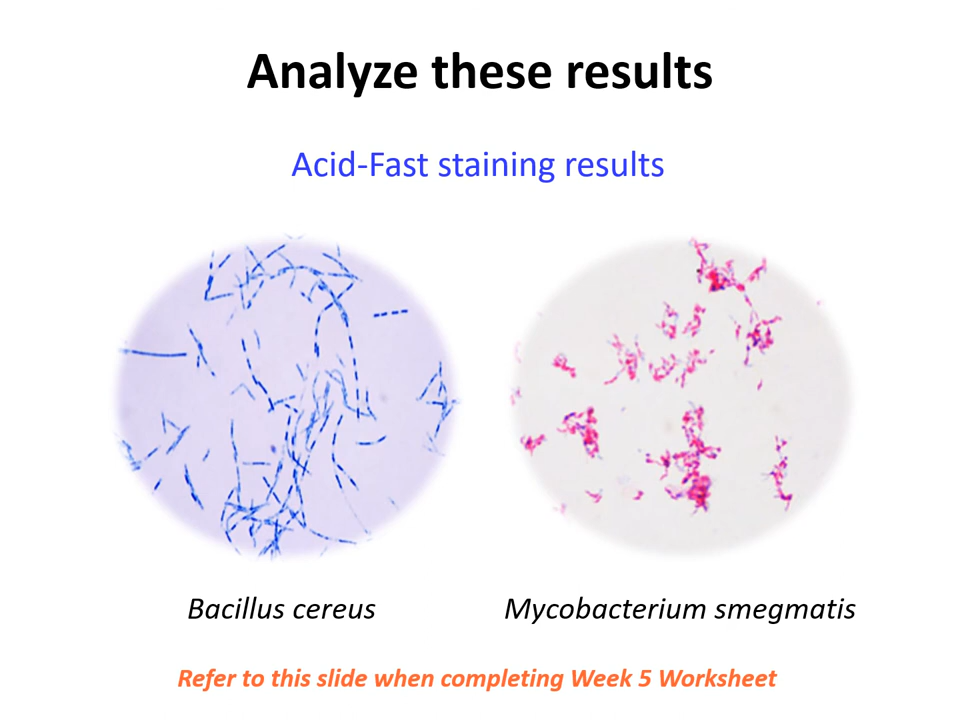 Analyze these results
Acid-Fast staining results
Bacillus cereus
Mycobacterium smegmatis
Refer to this slide when completing Week 5 Worksheet